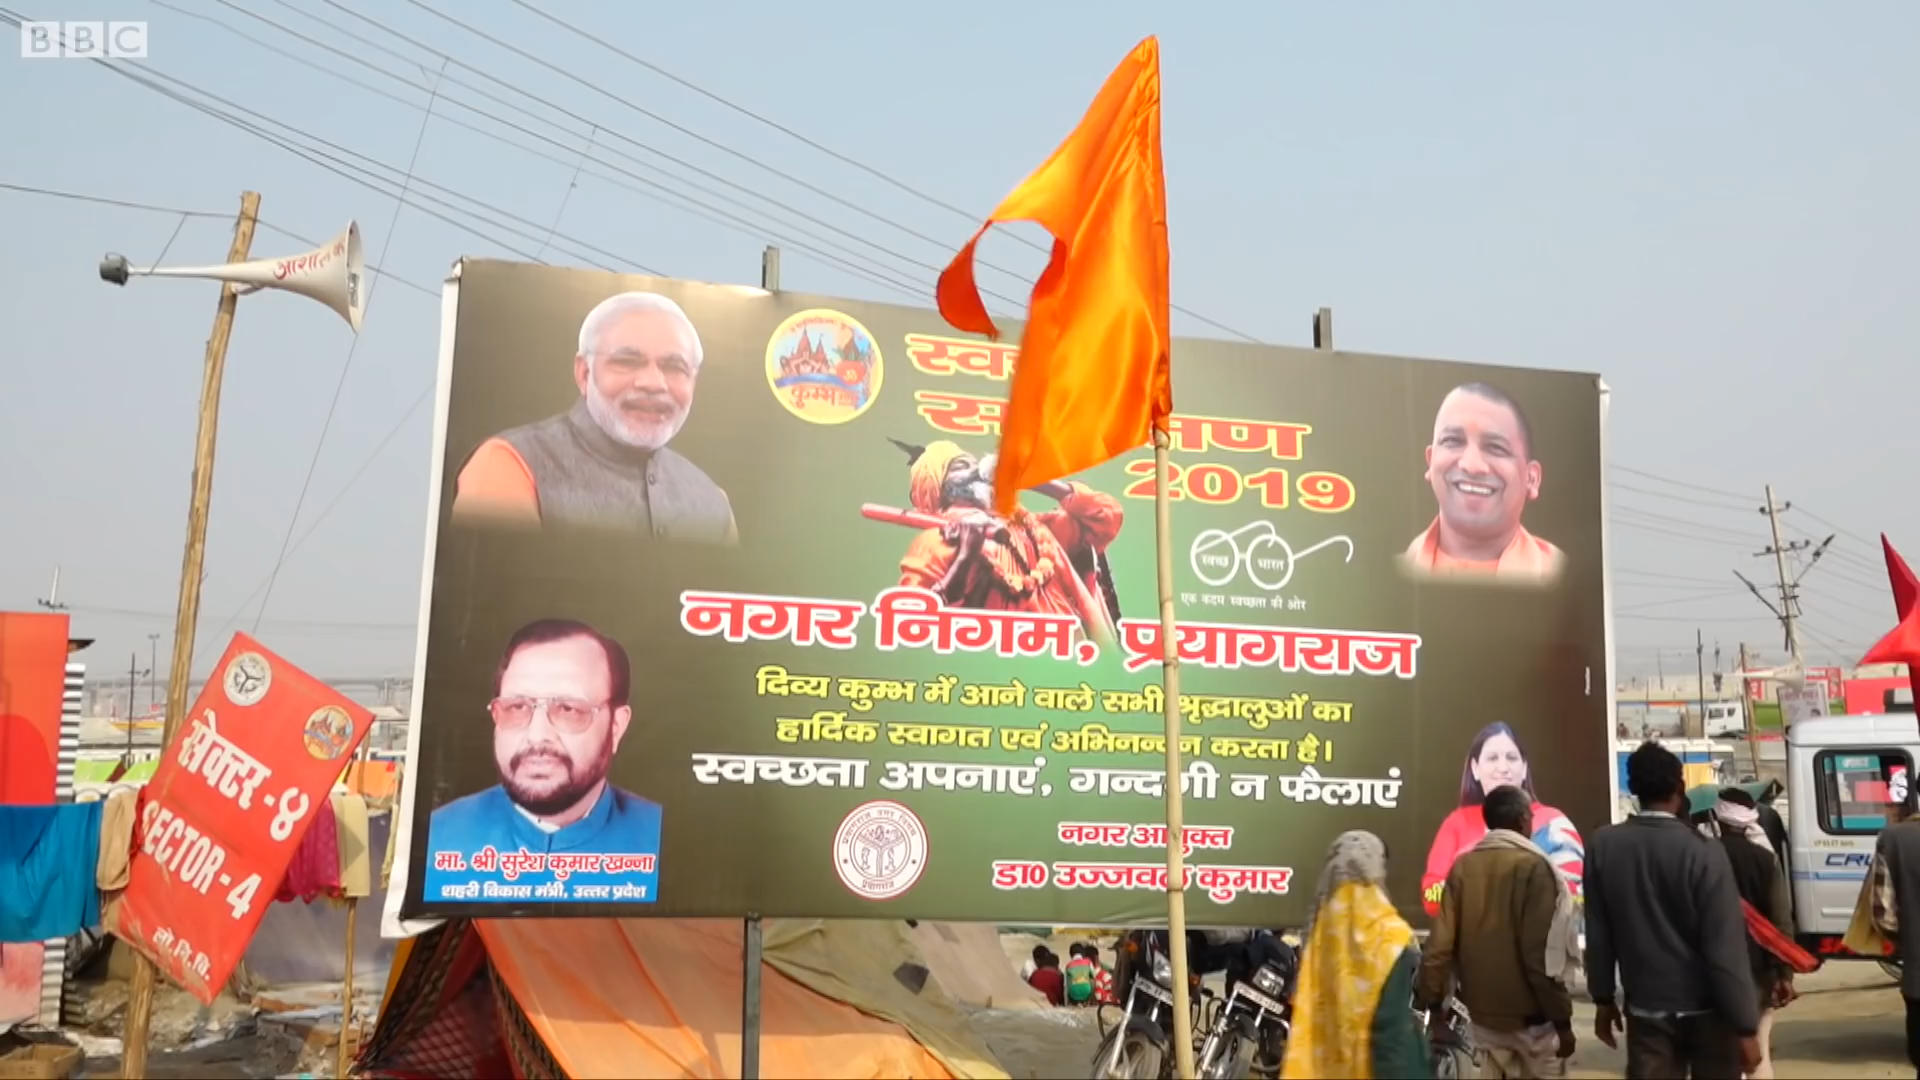 BBC
कुम्भ
2019
स्वच्छ भारत
एक कदम स्वच्छता की ओर
नगर निगम, प्रयागराज
दिव्य कुम्भ में आने वाले सभी श्रृद्धालुओं का
हार्दिक स्वागत एवं अभिनन्दन करता है।
स्वच्छता अपनाएं, गन्दगी न फैलाएं
नगर आयुक्त
डा0 उज्जवल कुमार
मा. श्री सुरेश कुमार खन्ना
शहरी विकास मंत्री, उत्तर प्रदेश
सेक्टर-४
SECTOR-4
लो.नि.वि.